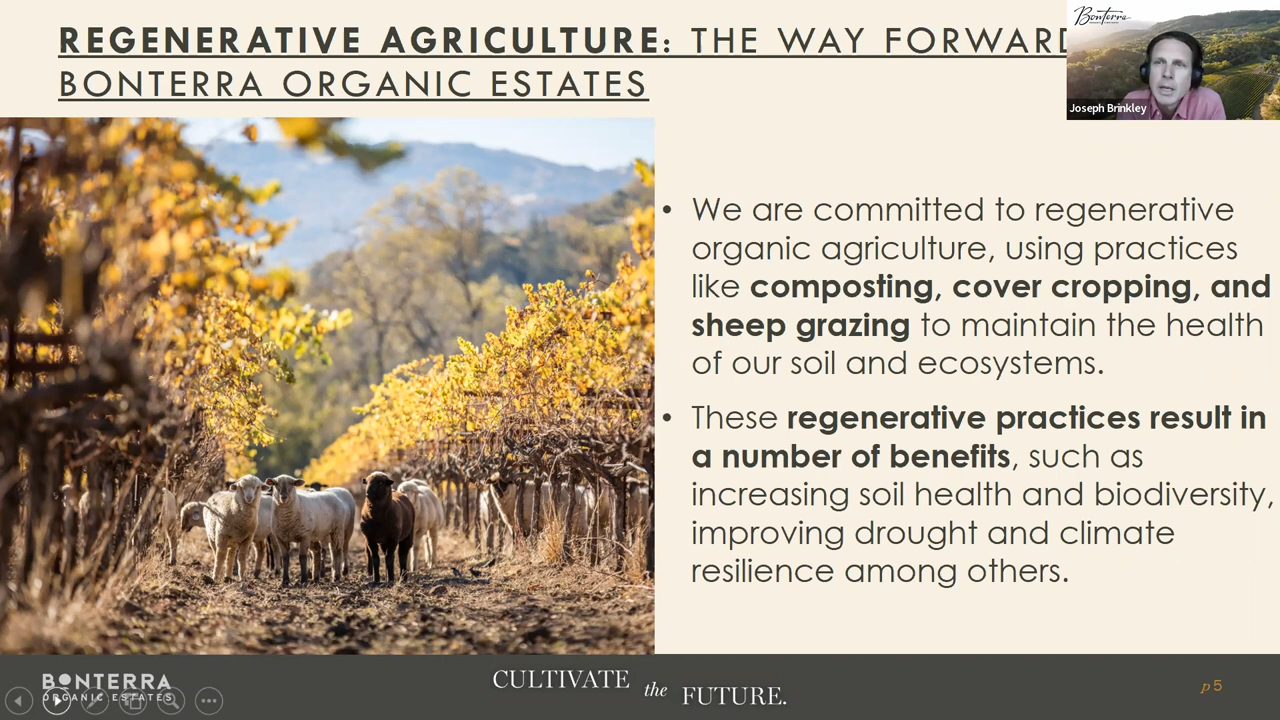 REGENERATIVE AGRICULTURE: THE WAY FORWARD
BONTERRA ORGANIC ESTATES
Bonterra
Joseph Brinkley
• We are committed to regenerative
organic agriculture, using practices
like composting, cover cropping, and
sheep grazing to maintain the health
of our soil and ecosystems.
• These regenerative practices result in
a number of benefits, such as
increasing soil health and biodiversity,
improving drought and climate
resilience among others.
BONTERRA
ORGANIC ESTATES
CULTIVATE the FUTURE.
p5